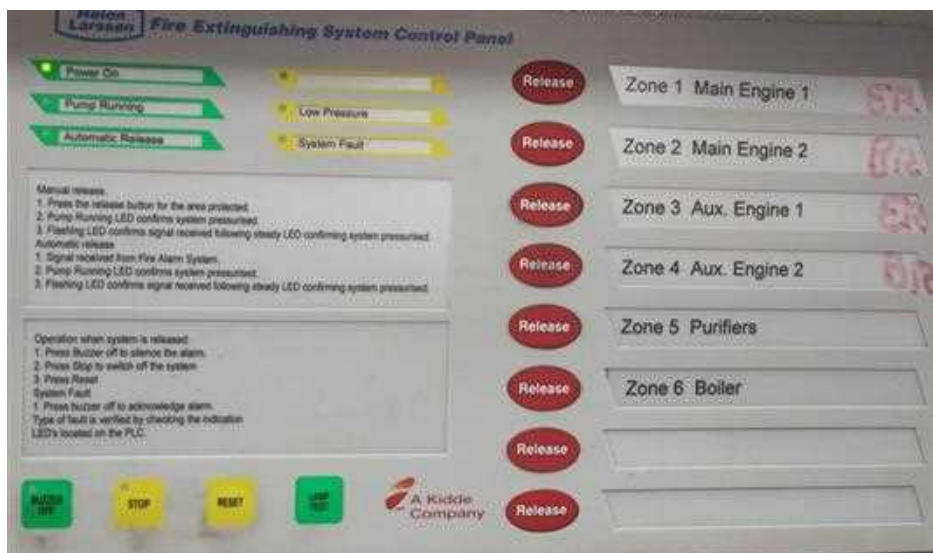 Heien
Larssen
Fire Extinguishing System Control Panel
Power On
Pump Running
Automatic Release
Low Pressure
System Fault
Manual release
1. Press the release button for the area protected.
2. Pump Running LED confirms system pressurised.
3. Flashing LED confirms signal received following steady LED confirming system pressurised.
Automatic release
1. Signal received from Fire Alarm System.
2. Pump Running LED confirms system pressurised.
3. Flashing LED confirms signal received following steady LED confirming system pressurised.
Operation when system is released
1. Press Buzzer off to silence the alarm.
2. Press Stop to switch off the system
3. Press Reset
System Fault
1. Press buzzer off to acknowledge alarm.
Type of fault is verified by checking the indication
LED's located on the PLC.
BUZZER
OFF
STOP
RESET
LAMP
TEST
A Kidde
Company
Release
Zone 1 Main Engine 1
Release
Zone 2 Main Engine 2
Release
Zone 3 Aux. Engine 1
Release
Zone 4 Aux. Engine 2
Release
Zone 5 Purifiers
Release
Zone 6 Boiler
Release
Release